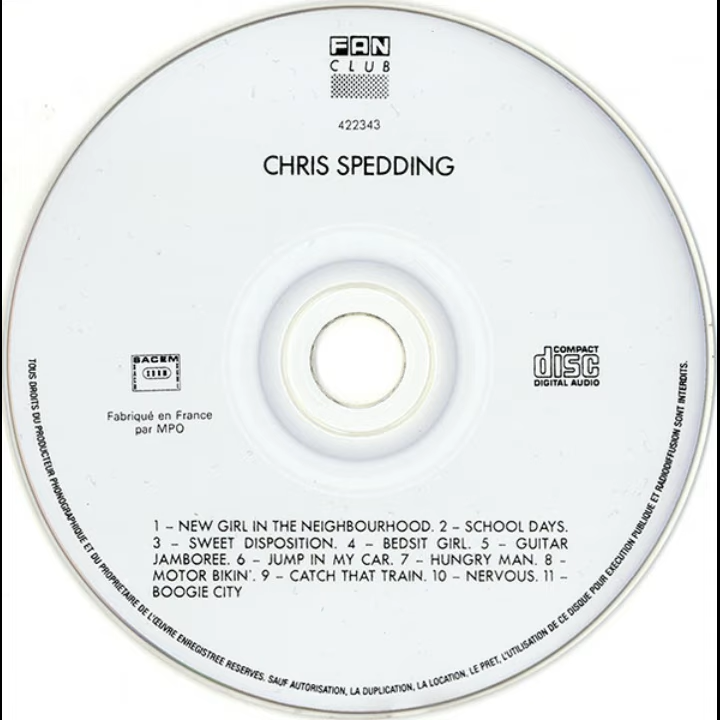 FAN
CLUB
422343
CHRIS SPEDDING
SACEM
COMPACT
disc
DIGITAL AUDIO
Fabriqué en France
par MPO
1 – NEW GIRL IN THE NEIGHBOURHOOD. 2 – SCHOOL DAYS.
3 – SWEET DISPOSITION. 4 – BEDSIT GIRL. 5 – GUITAR
JAMBOREE. 6 – JUMP IN MY CAR. 7 – HUNGRY MAN. 8 –
MOTOR BIKIN'. 9 – CATCH THAT TRAIN. 10 – NERVOUS. 11 –
BOOGIE CITY
TOUS DROITS DU PRODUCTEUR PHONOGRAPHIQUE ET DU PROPRIETAIRE DE L'ŒUVRE ENREGISTREE RESERVES. SAUF AUTORISATION, LA DUPLICATION, LA LOCATION, LE PRET, L'UTILISATION DE CE DISQUE POUR EXECUTION PUBLIQUE ET RADIODIFFUSION SONT INTERDITS.